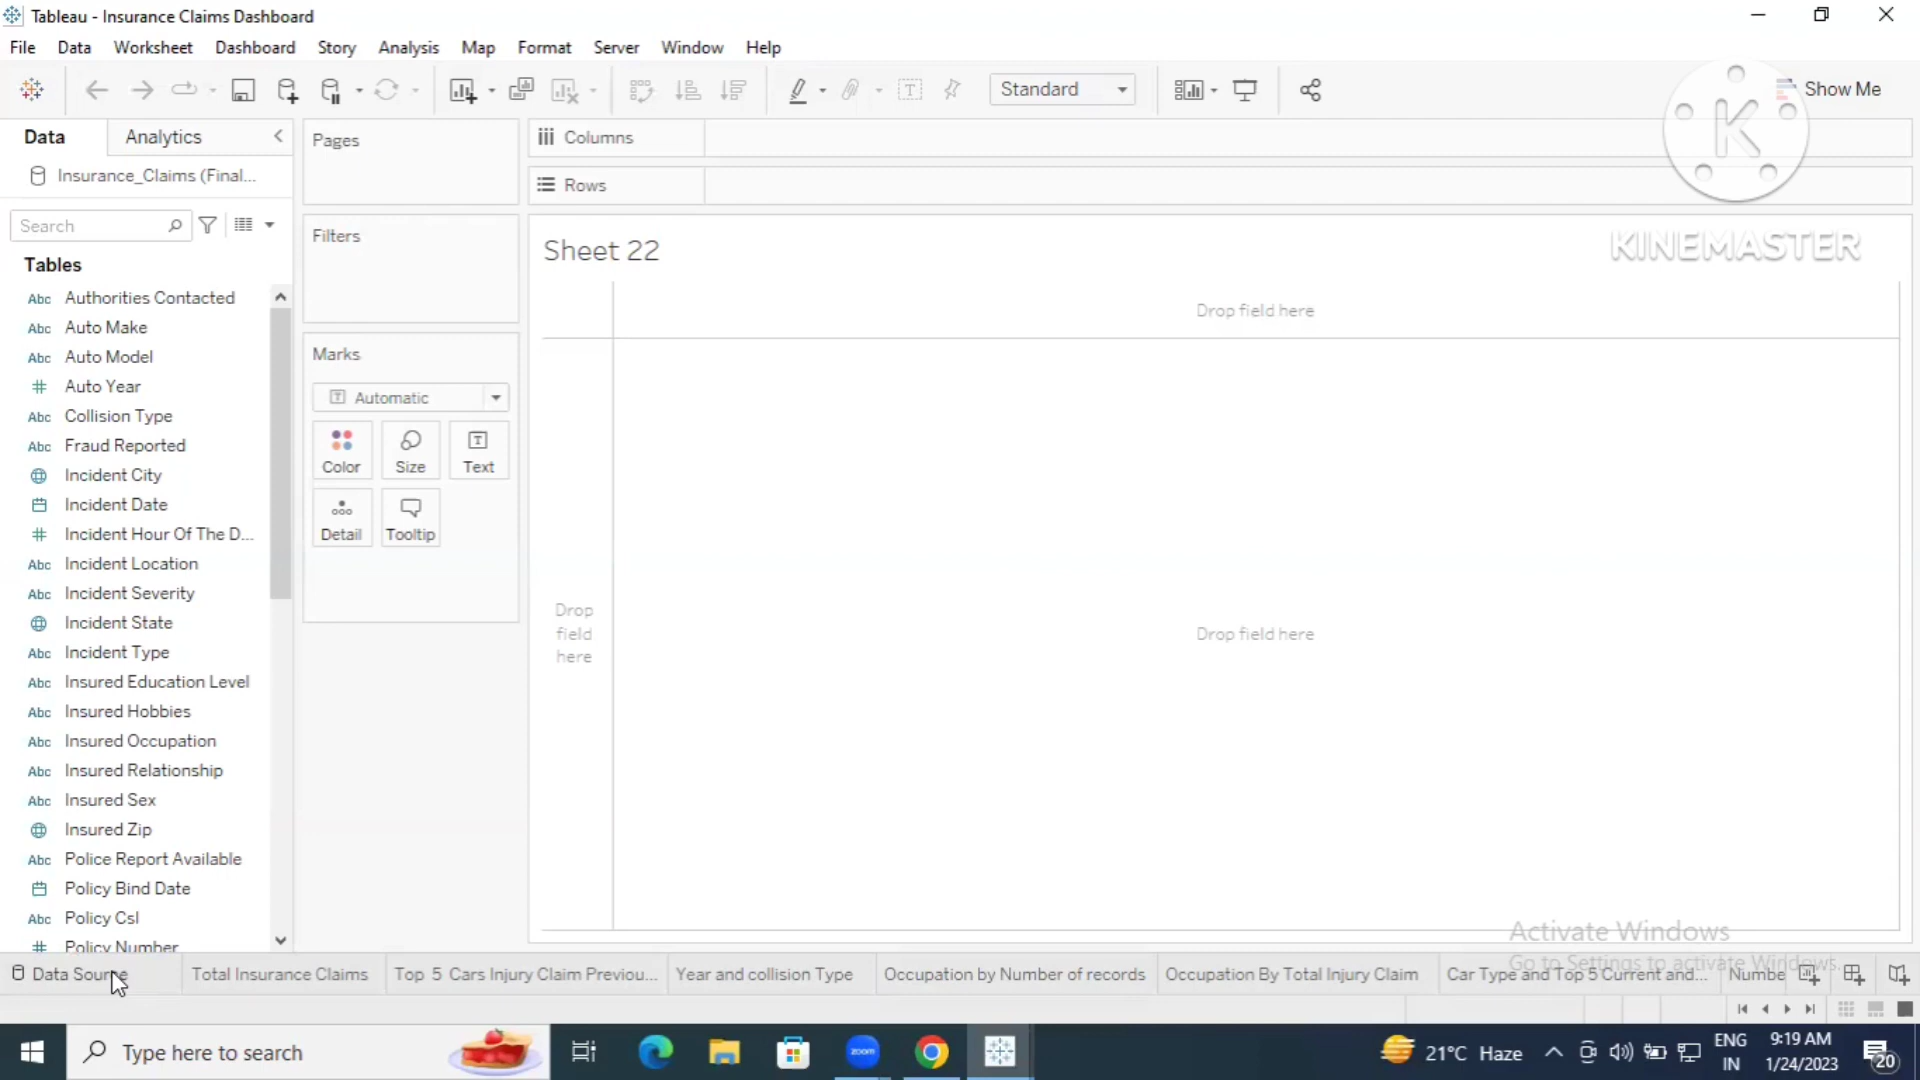 Tableau - Insurance Claims Dashboard
File Data Worksheet Dashboard Story Analysis Map Format Server Window Help
Standard
Show Me
Data Analytics
Insurance_Claims (Final...
Search
Tables
Abc Authorities Contacted
Abc Auto Make
Abc Auto Model
Auto Year
Abc Collision Type
Abc Fraud Reported
Incident City
Incident Date
Incident Hour Of The D...
Abc Incident Location
Abc Incident Severity
Incident State
Abc Incident Type
Abc Insured Education Level
Abc Insured Hobbies
Abc Insured Occupation
Abc Insured Relationship
Abc Insured Sex
Insured Zip
Abc Police Report Available
Policy Bind Date
Abc Policy Csl
Policy Number
Pages
Filters
Marks
Automatic
Color Size Text
Detail Tooltip
Columns
Rows
K
KINEMASTER
Sheet 22
Drop field here
Drop
field
here
Drop field here
Activate Windows
Go to Settings to activate Windows.
Data Source Total Insurance Claims Top 5 Cars Injury Claim Previou... Year and collision Type Occupation by Number of records Occupation By Total Injury Claim Car Type and Top 5 Current and... Numbe
Type here to search
zoom
21°C Haze
ENG
IN
9:19 AM
1/24/2023
20